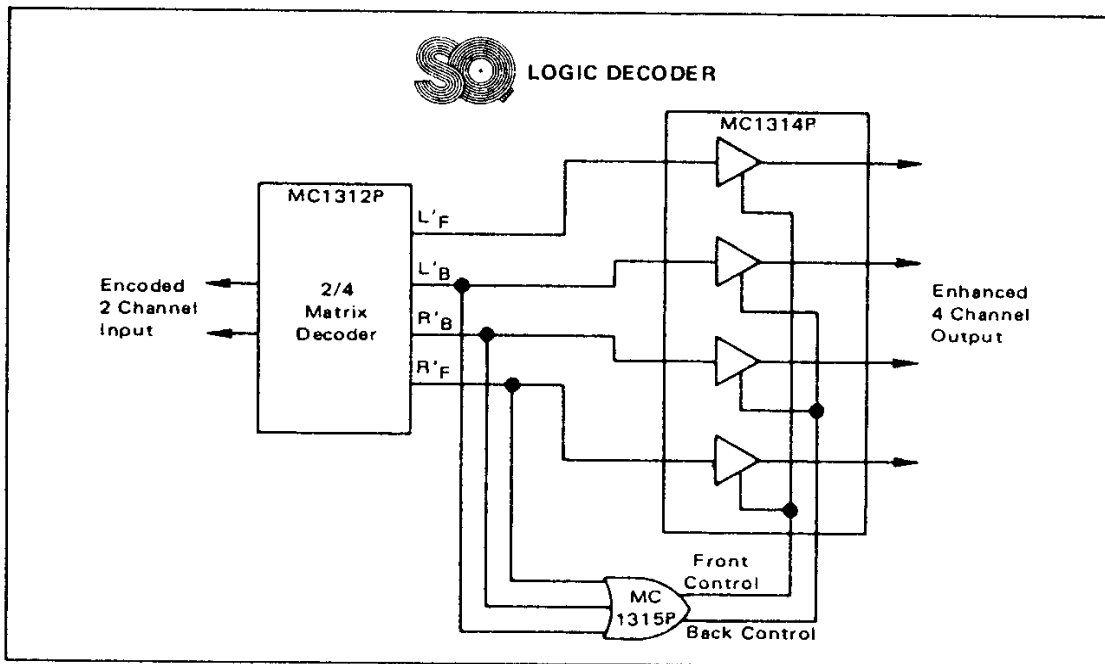 SQ LOGIC DECODER
MC1314P
MC1312P
L'F
L'B
R'B
R'F
Encoded
2 Channel
Input
2/4
Matrix
Decoder
Enhanced
4 Channel
Output
Front
Control
MC
1315P
Back Control